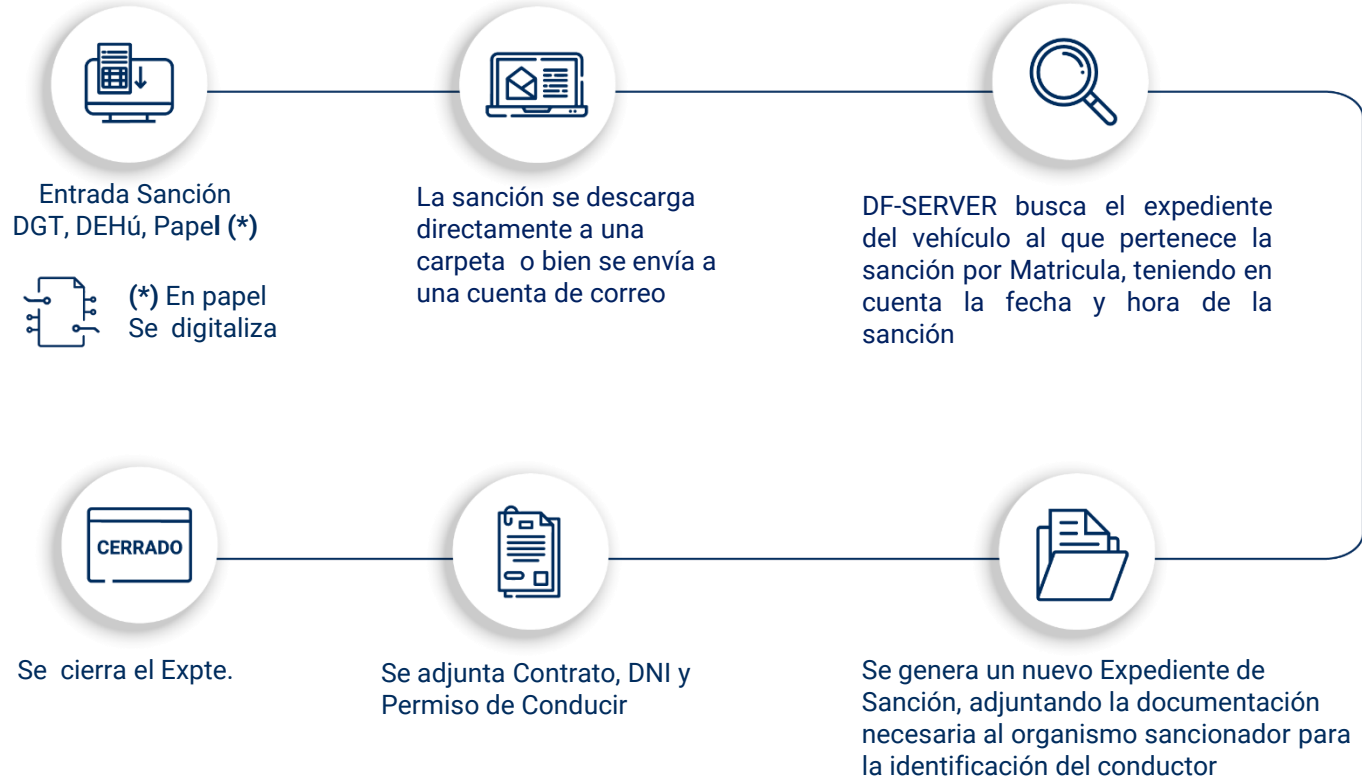 Entrada Sanción
DGT, DEHú, Papel (*)
(*) En papel
Se digitaliza
La sanción se descarga
directamente a una
carpeta o bien se envía a
una cuenta de correo
DF-SERVER busca el expediente
del vehículo al que pertenece la
sanción por Matricula, teniendo en
cuenta la fecha y hora de la
sanción
Se genera un nuevo Expediente de
Sanción, adjuntando la documentación
necesaria al organismo sancionador para
la identificación del conductor
Se adjunta Contrato, DNI y
Permiso de Conducir
CERRADO
Se cierra el Expte.